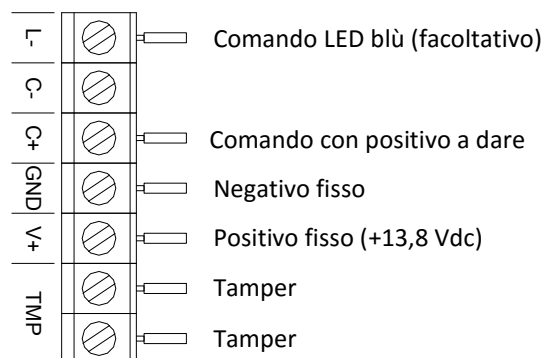 L- Comando LED blù (facoltativo)
C-
C+ Comando con positivo a dare
GND Negativo fisso
V+ Positivo fisso (+13,8 Vdc)
TMP Tamper
Tamper